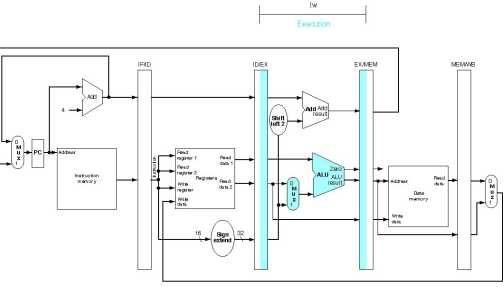 lw
Execution
IF/ID
ID/EX
EX/MEM
MEM/WB
Add
4
Shift
left 2
Add Add
result
0
M
u
x
1
PC
Address
Instruction
memory
Instruction
Read
register 1
Read
register 2
Registers
Write
register
Write
data
Read
data 1
Read
data 2
16
Sign
extend
32
0
M
u
x
1
Zero
ALU
ALU
result
Address
Read
data
Data
memory
Write
data
0
M
u
x
1